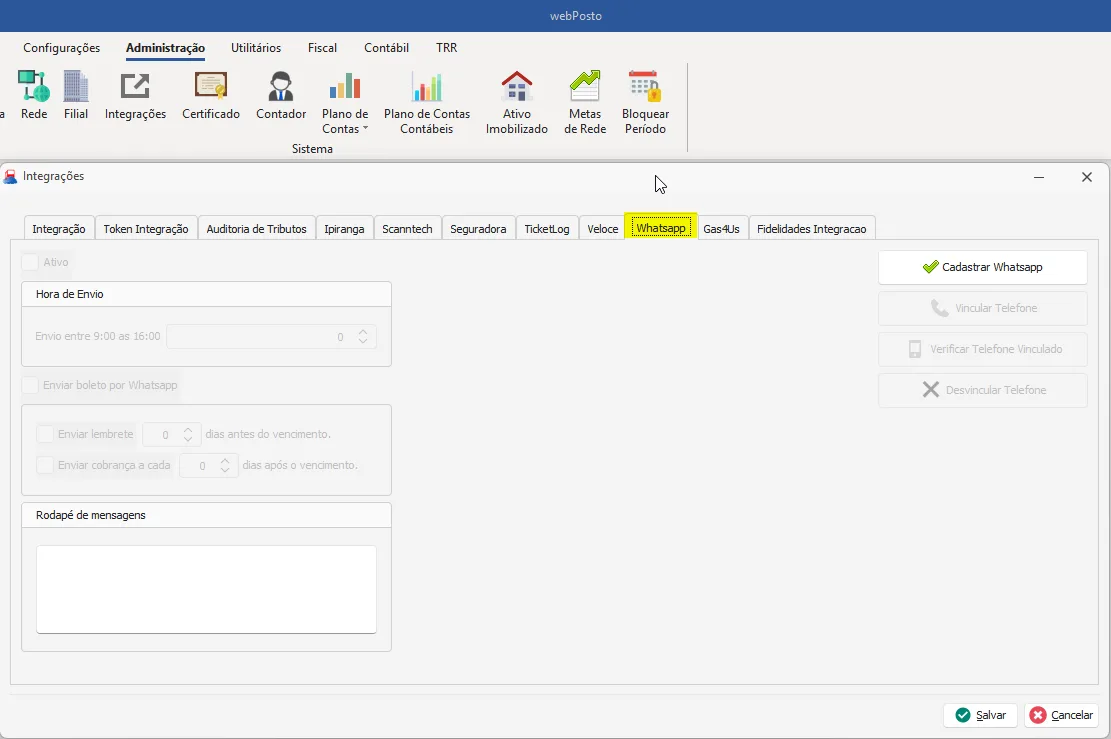 webPosto
Configurações Administração Utilitários Fiscal Contábil TRR
a Rede Filial Integrações Certificado Contador Plano de Contas Plano de Contas Contábeis Ativo Imobilizado Metas de Rede Bloquear Período
Sistema
Integrações
Integração Token Integração Auditoria de Tributos Ipiranga Scanntech Seguradora TicketLog Veloce Whatsapp Gas4Us Fidelidades Integracao
Ativo
Hora de Envio
Envio entre 9:00 as 16:00 0
Enviar boleto por Whatsapp
Enviar lembrete 0 dias antes do vencimento.
Enviar cobrança a cada 0 dias após o vencimento.
Rodapé de mensagens
Cadastrar Whatsapp
Vincular Telefone
Verificar Telefone Vinculado
Desvincular Telefone
Salvar Cancelar